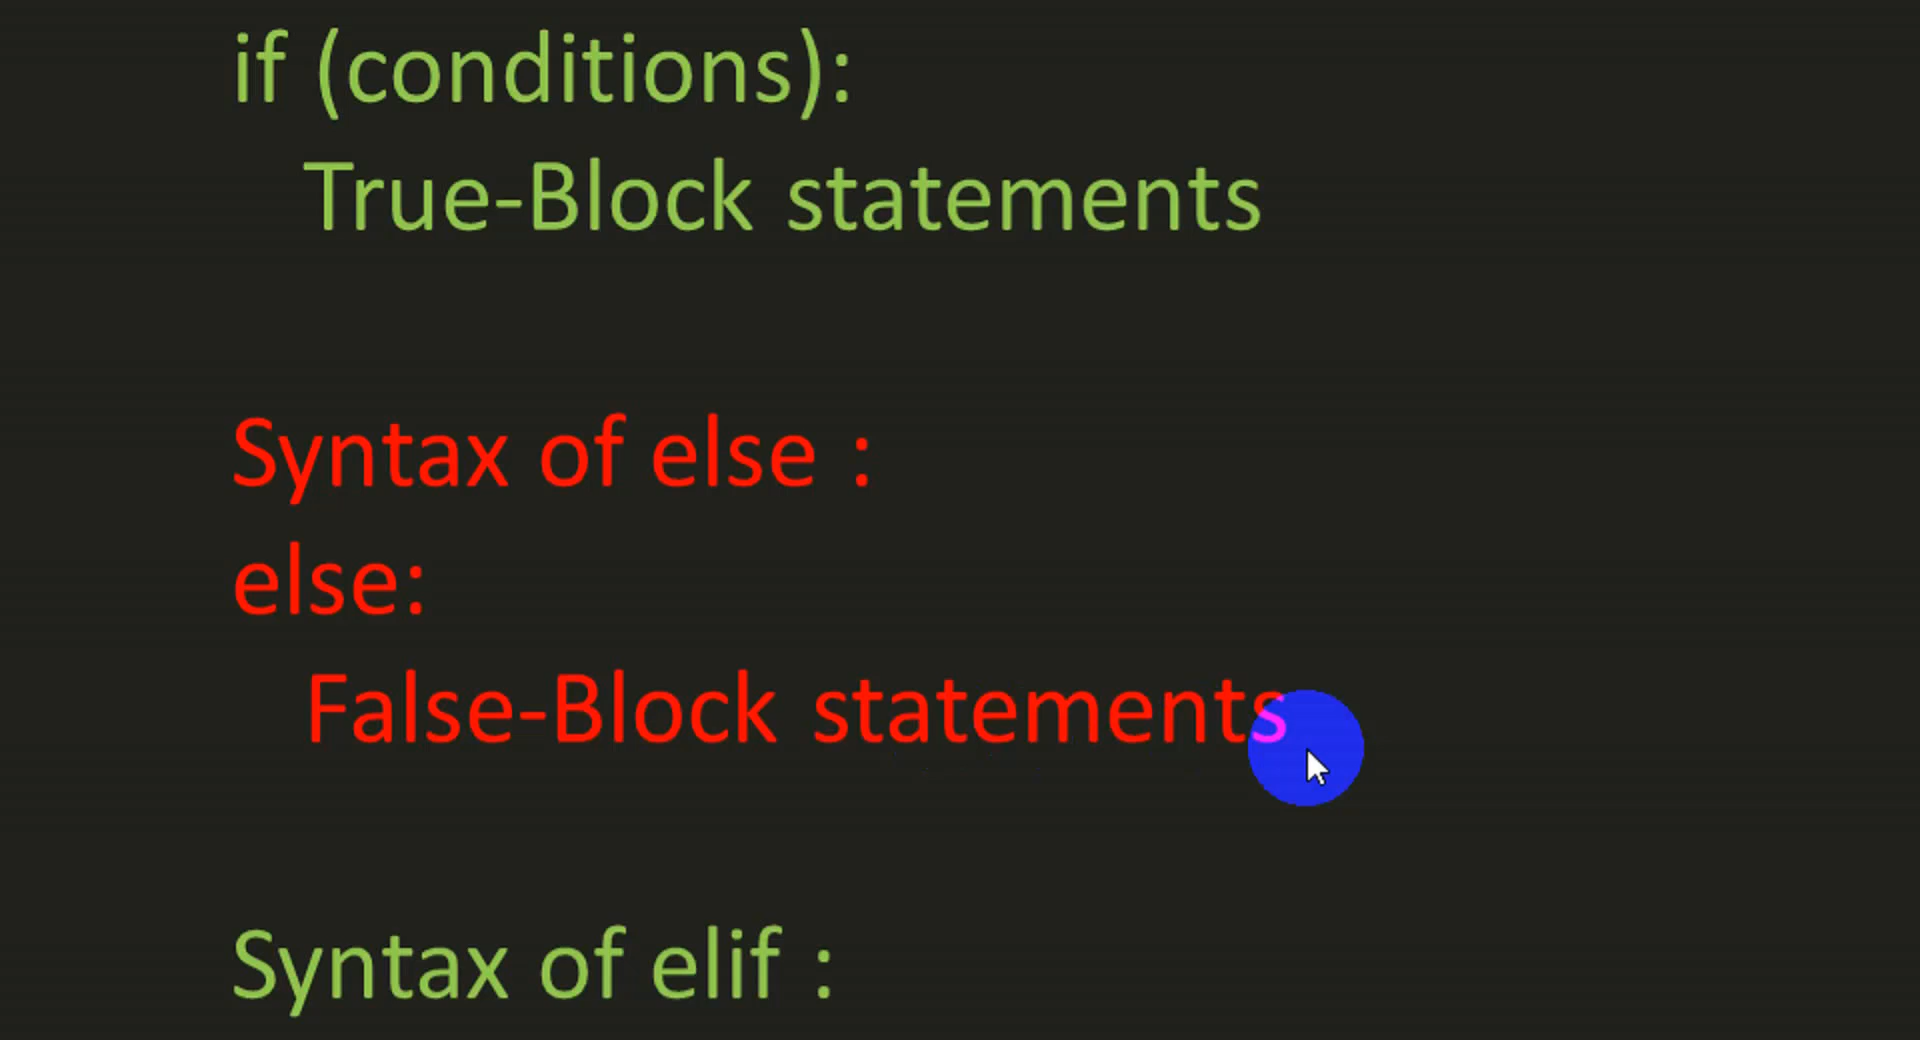 if (conditions):
True-Block statements
Syntax of else :
else:
False-Block statements
Syntax of elif :